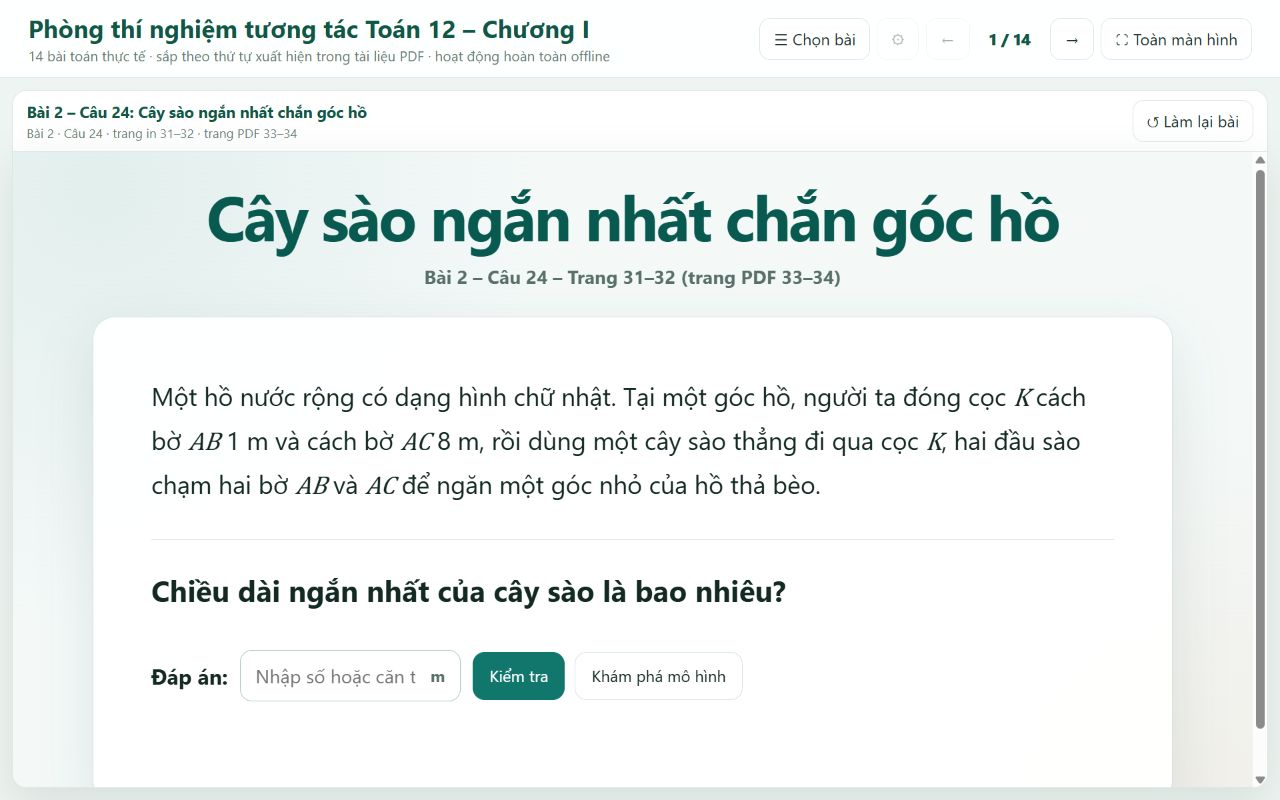 Phòng thí nghiệm tương tác Toán 12 – Chương I
14 bài toán thực tế · sắp theo thứ tự xuất hiện trong tài liệu PDF · hoạt động hoàn toàn offline
☰ Chọn bài
⚙
←
1 / 14
→
⛶ Toàn màn hình
Bài 2 – Câu 24: Cây sào ngắn nhất chắn góc hồ
Bài 2 · Câu 24 · trang in 31–32 · trang PDF 33–34
↺ Làm lại bài
Cây sào ngắn nhất chắn góc hồ
Bài 2 – Câu 24 – Trang 31–32 (trang PDF 33–34)
Một hồ nước rộng có dạng hình chữ nhật. Tại một góc hồ, người ta đóng cọc K cách
bờ AB 1 m và cách bờ AC 8 m, rồi dùng một cây sào thẳng đi qua cọc K, hai đầu sào
chạm hai bờ AB và AC để ngăn một góc nhỏ của hồ thả bèo.
Chiều dài ngắn nhất của cây sào là bao nhiêu?
Đáp án:
Nhập số hoặc căn t
m
Kiểm tra
Khám phá mô hình